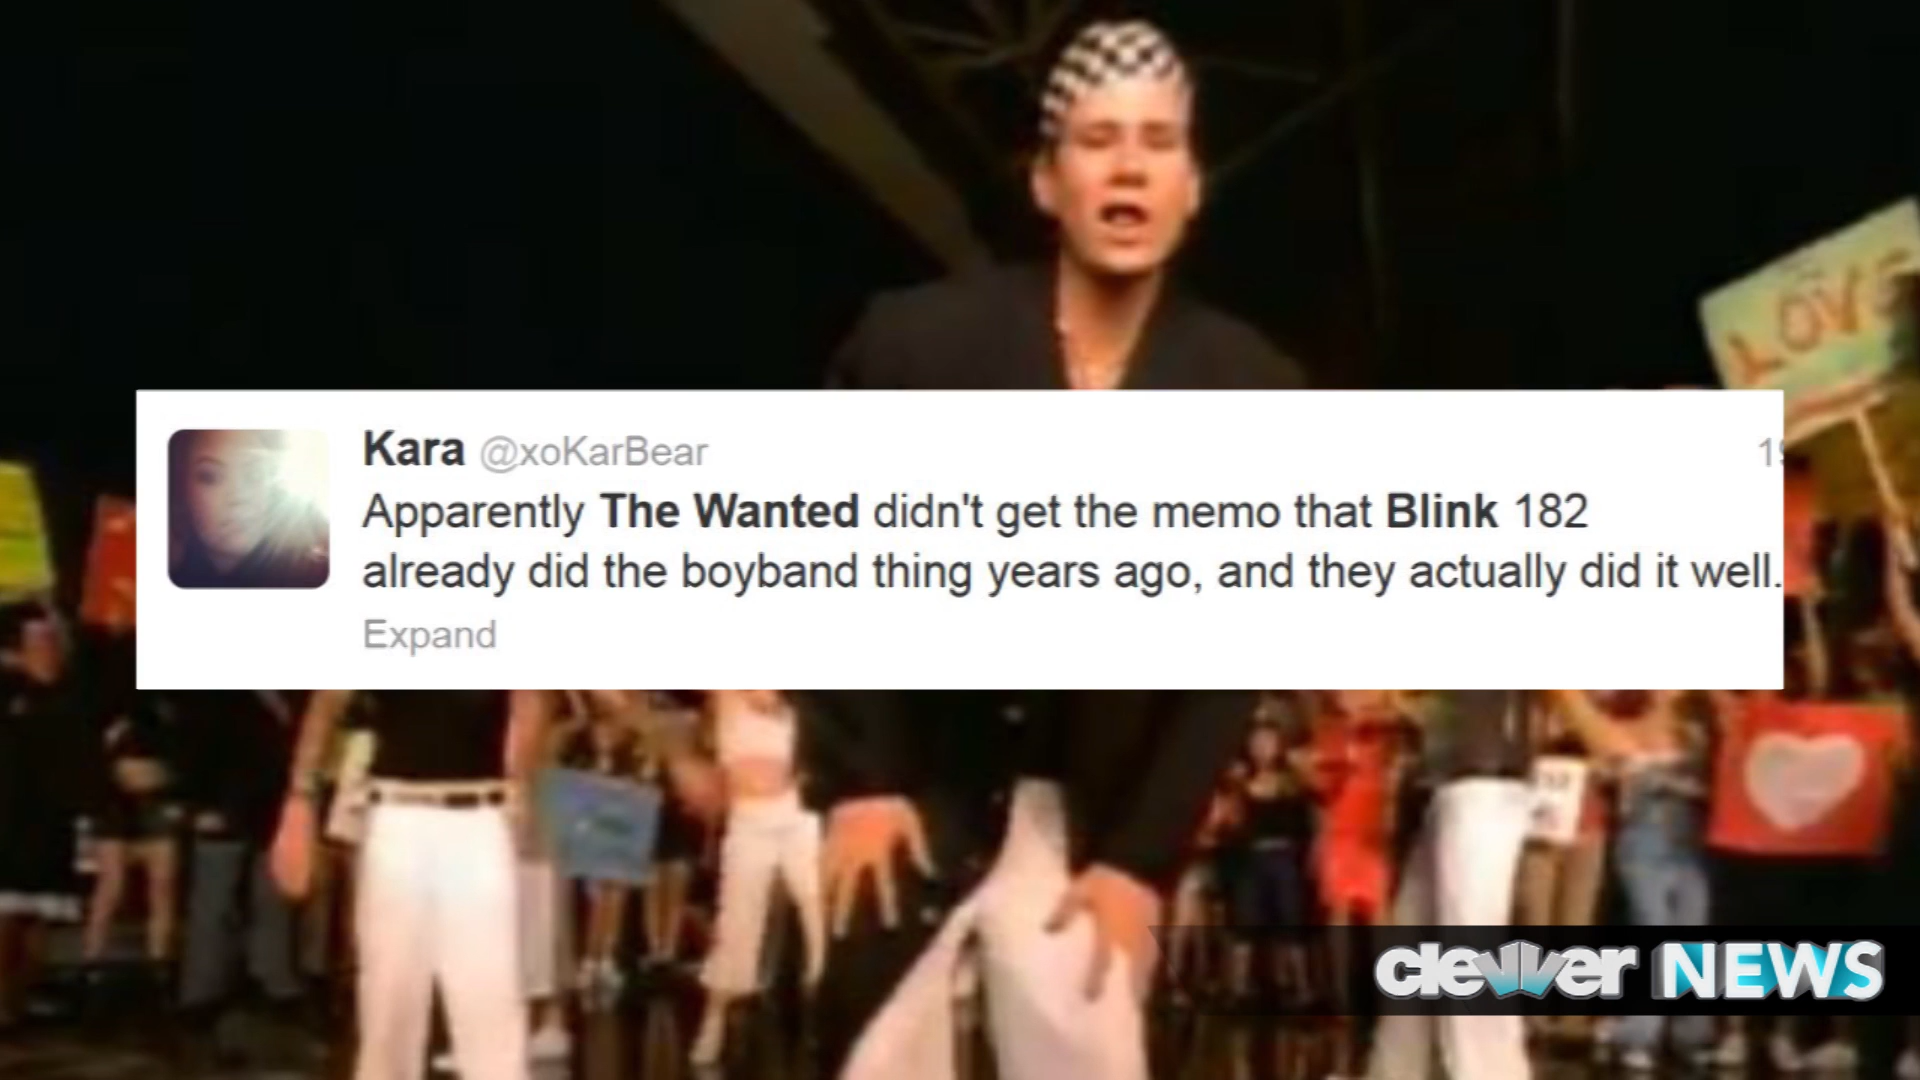 LOVE
Kara @xoKarBear
19
Apparently The Wanted didn't get the memo that Blink 182
already did the boyband thing years ago, and they actually did it well.
Expand
clevver NEWS